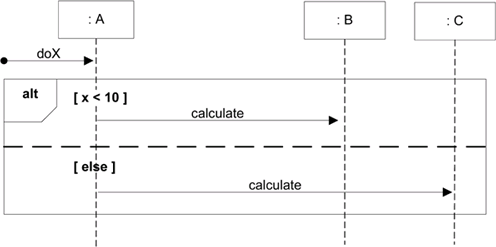 : A
: B
: C
doX
alt
[ x < 10 ]
calculate
[ else ]
calculate